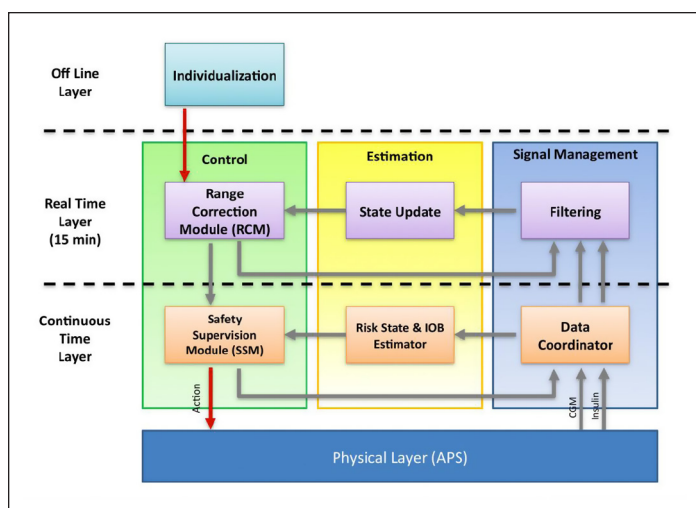 Off Line
Layer
Individualization
Control
Estimation
Signal Management
Real Time
Layer
(15 min)
Range
Correction
Module (RCM)
State Update
Filtering
Continuous
Time
Layer
Safety
Supervision
Module (SSM)
Risk State & IOB
Estimator
Data
Coordinator
Action
CGM
Insulin
Physical Layer (APS)